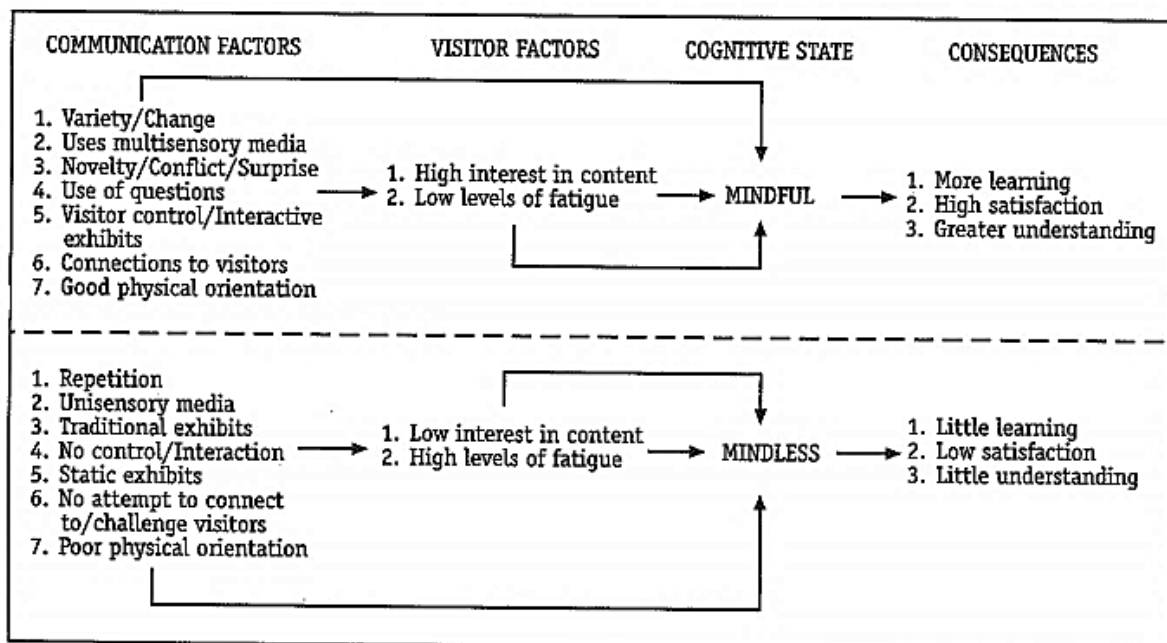 COMMUNICATION FACTORS VISITOR FACTORS COGNITIVE STATE CONSEQUENCES
1. Variety/Change
2. Uses multisensory media
3. Novelty/Conflict/Surprise
4. Use of questions
5. Visitor control/Interactive
exhibits
6. Connections to visitors
7. Good physical orientation
1. High interest in content
2. Low levels of fatigue
MINDFUL
1. More learning
2. High satisfaction
3. Greater understanding
1. Repetition
2. Unisensory media
3. Traditional exhibits
4. No control/Interaction
5. Static exhibits
6. No attempt to connect
to/challenge visitors
7. Poor physical orientation
1. Low interest in content
2. High levels of fatigue
MINDLESS
1. Little learning
2. Low satisfaction
3. Little understanding